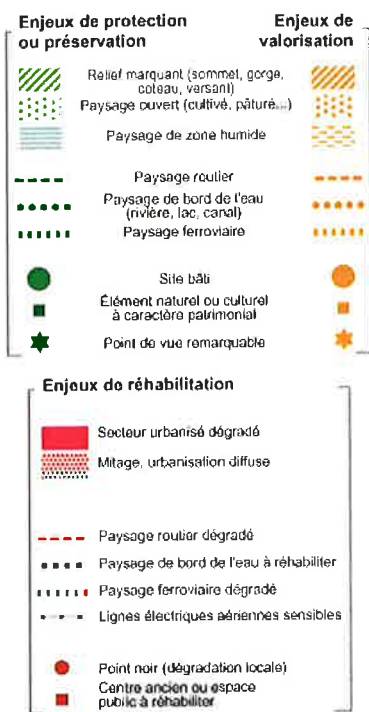 Enjeux de protection
ou préservation
Enjeux de
valorisation
Relief marquant (sommet, gorge,
coteau, versant)
Paysage ouvert (cultivé, pâturé...)
Paysage de zone humide
Paysage routier
Paysage de bord de l'eau
(rivière, lac, canal)
Paysage ferroviaire
Site bâti
Élément naturel ou culturel
à caractère patrimonial
Point de vue remarquable
Enjeux de réhabilitation
Secteur urbanisé dégradé
Mitage, urbanisation diffuse
Paysage routier dégradé
Paysage de bord de l'eau à réhabiliter
Paysage ferroviaire dégradé
Lignes électriques aériennes sensibles
Point noir (dégradation locale)
Centre ancien ou espace
public à réhabiliter